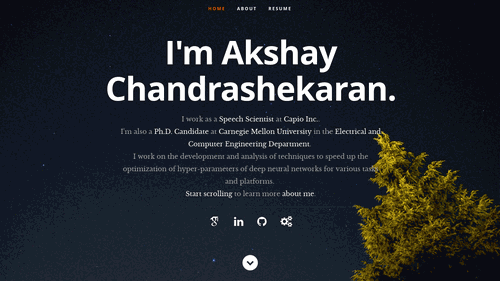 HOME ABOUT RESUME
I'm Akshay
Chandrashekaran.
I work as a Speech Scientist at Capio Inc..
I'm also a Ph.D. Candidate at Carnegie Mellon University in the Electrical and
Computer Engineering Department.
I work on the development and analysis of techniques to speed up the
optimization of hyper-parameters of deep neural networks for various tasks
and platforms.
Start scrolling to learn more about me.